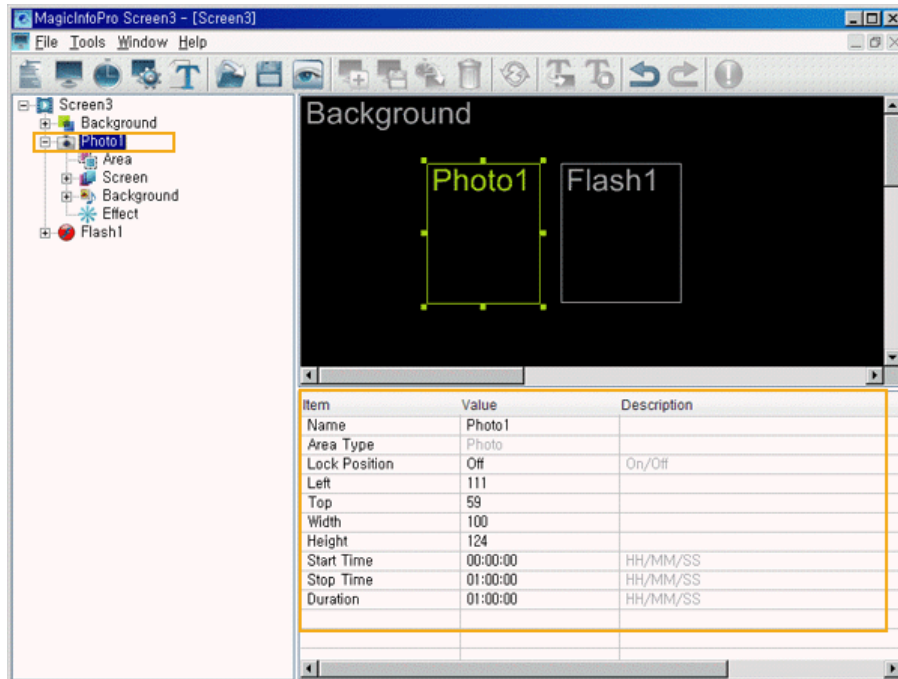 MagicInfoPro Screen3 - [Screen3]
File Tools Window Help
Screen3
Background
Photo1
Area
Screen
Background
Effect
Flash1
Background
Photo1 Flash1
Item Value Description
Name Photo1
Area Type Photo
Lock Position Off On/Off
Left 111
Top 59
Width 100
Height 124
Start Time 00:00:00 HH/MM/SS
Stop Time 01:00:00 HH/MM/SS
Duration 01:00:00 HH/MM/SS